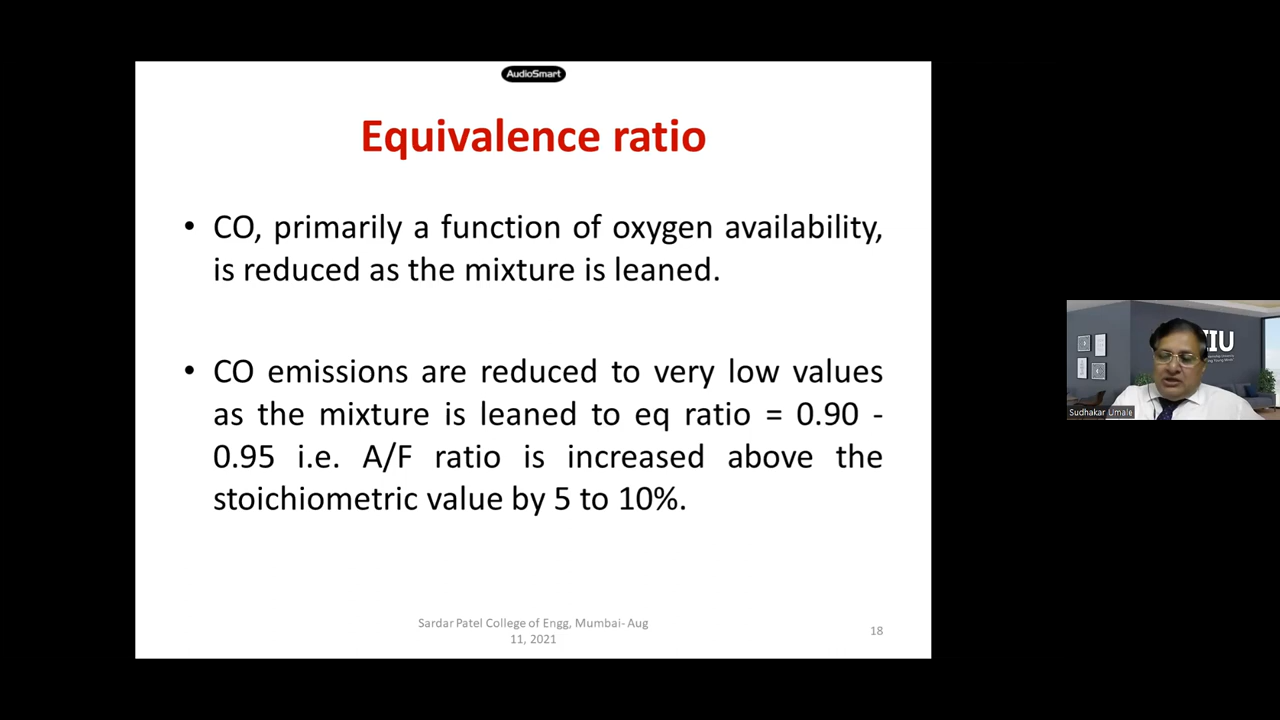 AudioSmart
Equivalence ratio
• CO, primarily a function of oxygen availability,
is reduced as the mixture is leaned.
• CO emissions are reduced to very low values
as the mixture is leaned to eq ratio = 0.90 -
0.95 i.e. A/F ratio is increased above the
stoichiometric value by 5 to 10%.
Sardar Patel College of Engg, Mumbai- Aug
11, 2021
18
IIU
Sudhakar Umale